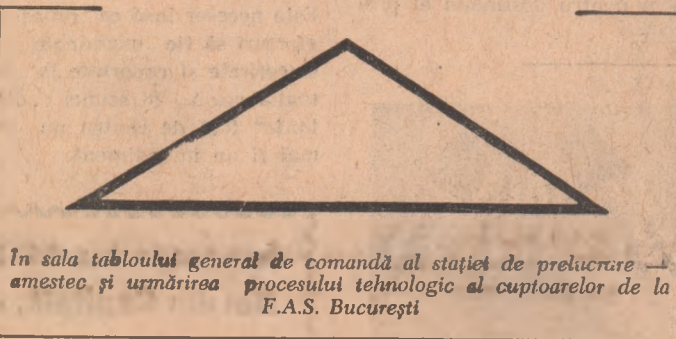 În sala tabloului general de comandă al stației de prelucrare —
amestec și urmărirea procesului tehnologic al cuptoarelor de la
F.A.S. București